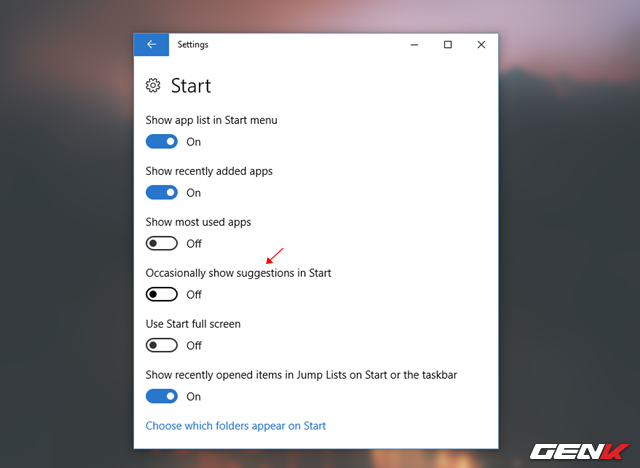 Settings
Start
Show app list in Start menu
On
Show recently added apps
On
Show most used apps
Off
Occasionally show suggestions in Start
Off
Use Start full screen
Off
Show recently opened items in Jump Lists on Start or the taskbar
On
Choose which folders appear on Start
GENK